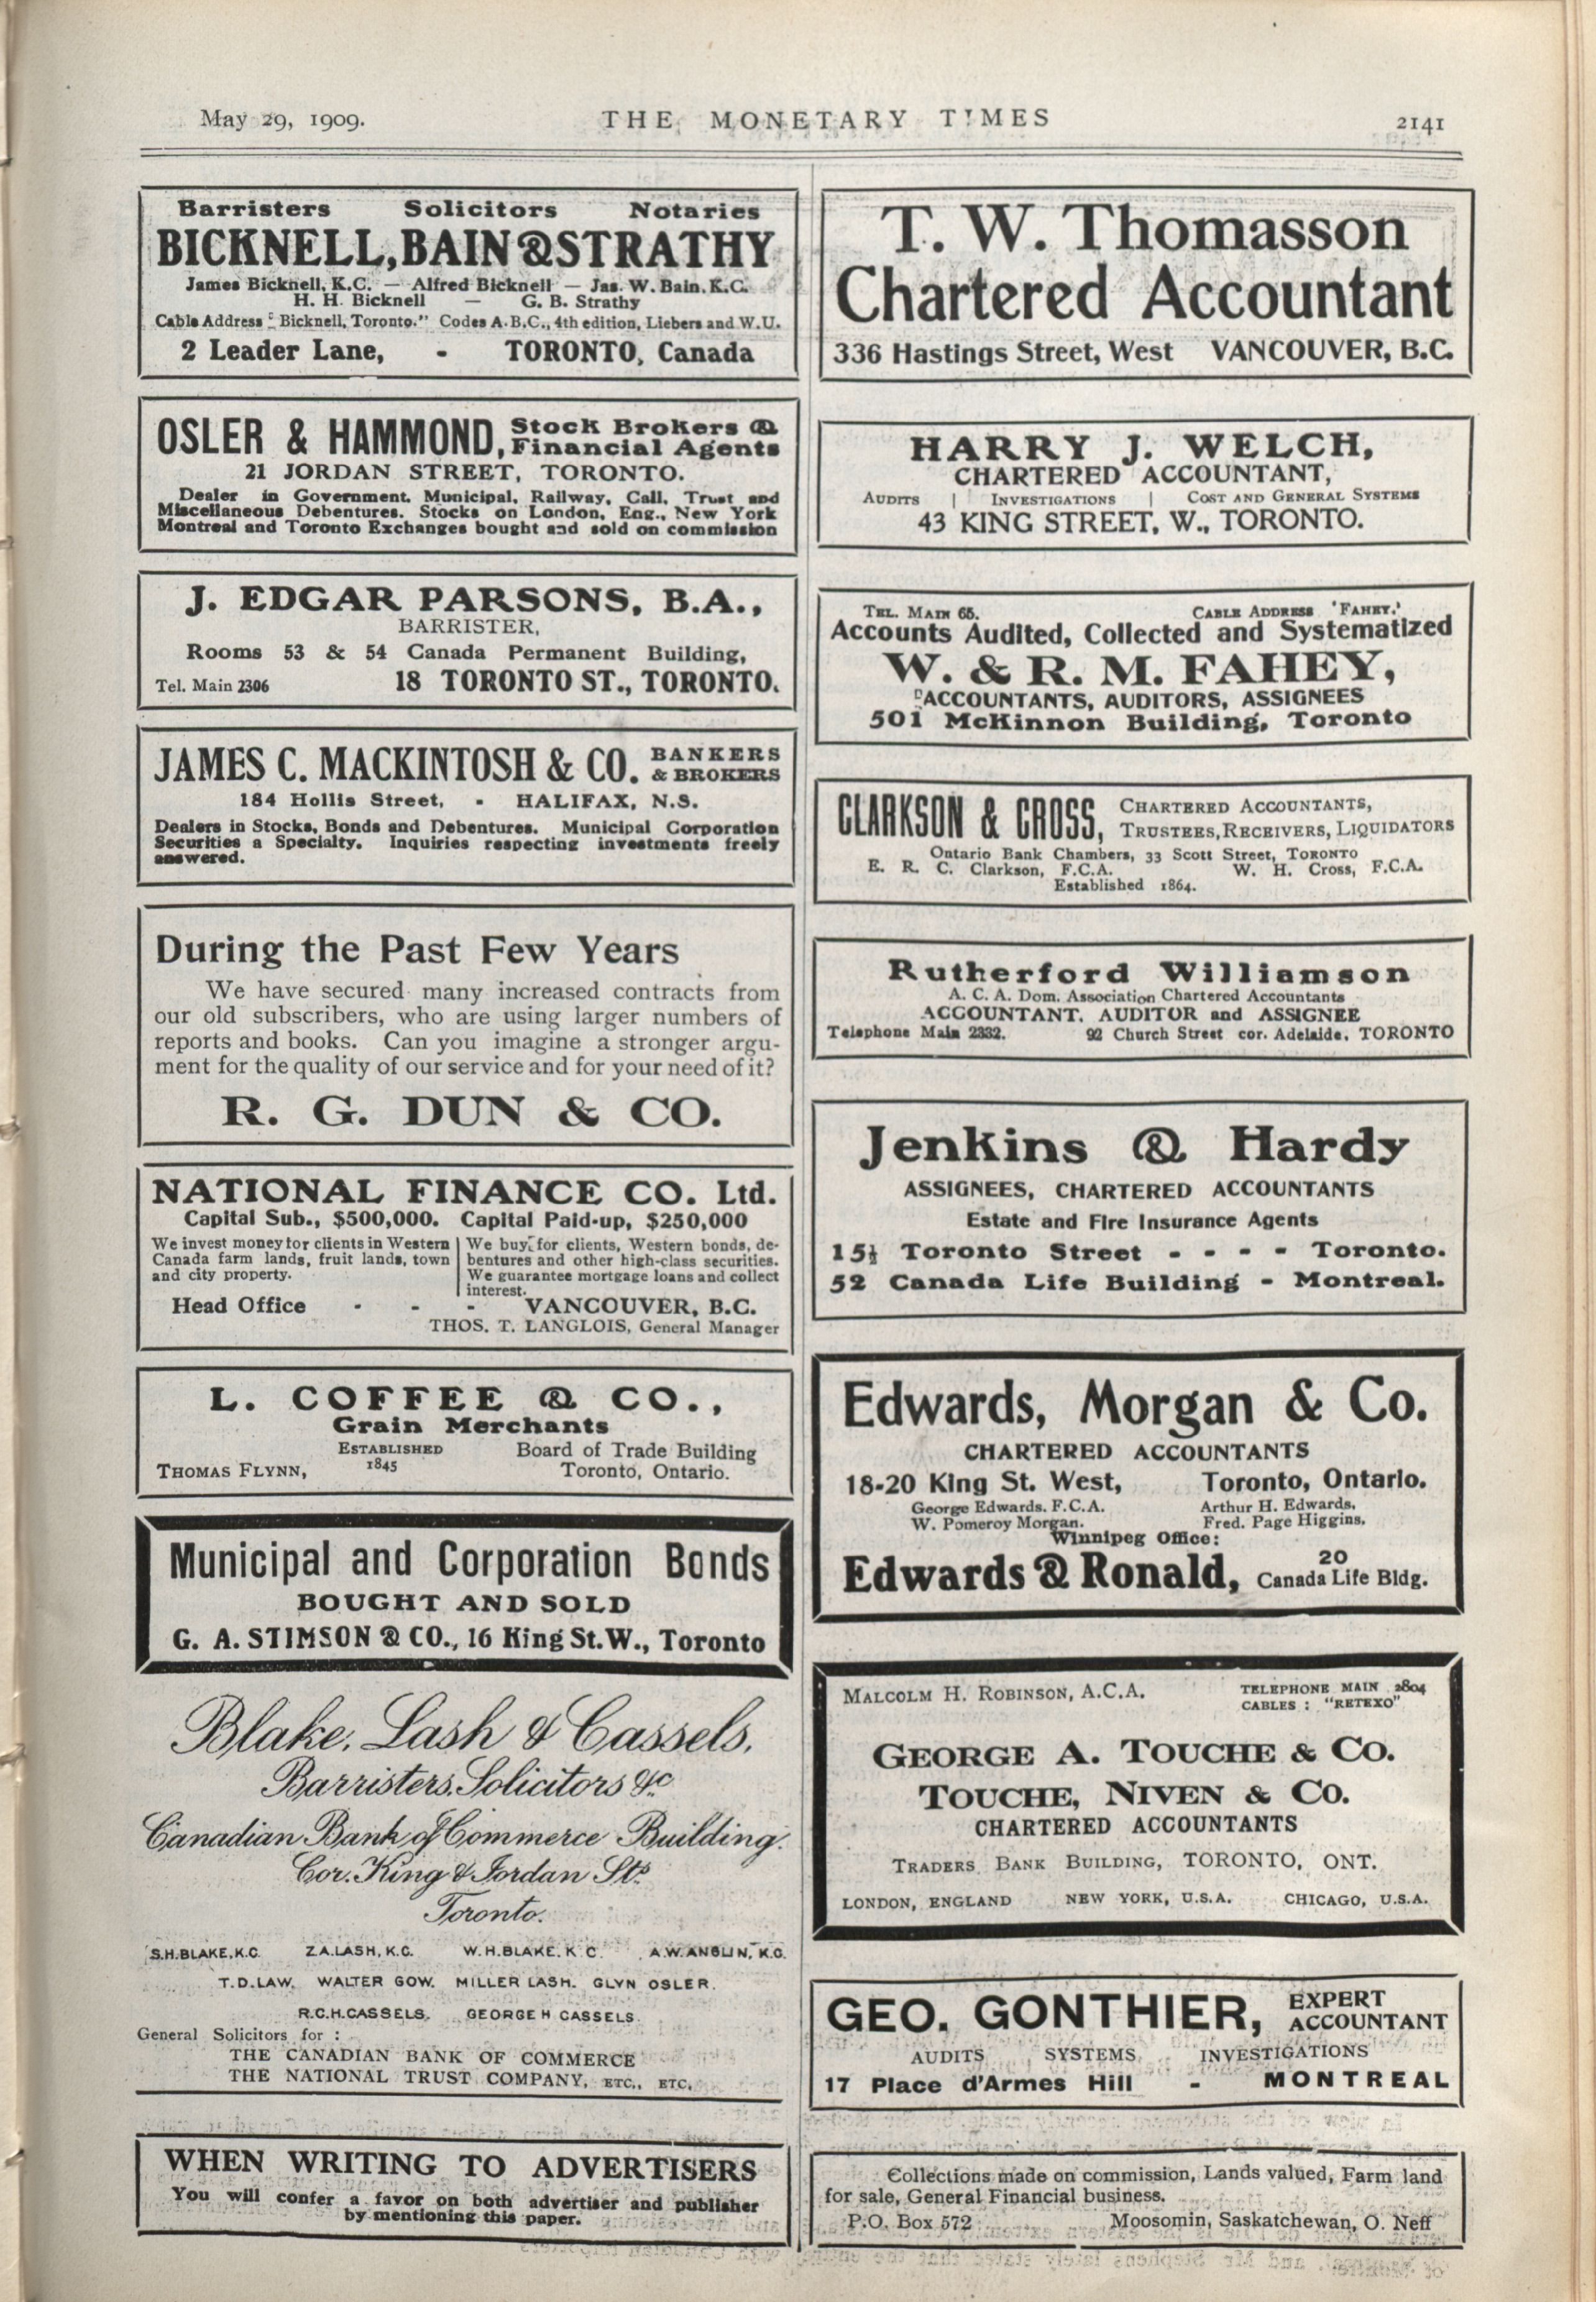 May 29, 1909.
THE MONETARY TIMES
2141
Barristers Solicitors Notaries
BICKNELL, BAIN & STRATHY
James Bicknell, K.C. — Alfred Bicknell — Jas. W. Bain, K.C.
H. H. Bicknell — G. B. Strathy
Cable Address "Bicknell, Toronto." Codes A.B.C., 4th edition, Liebers and W.U.
2 Leader Lane, - TORONTO, Canada
OSLER & HAMMOND, Stock Brokers &
Financial Agents
21 JORDAN STREET, TORONTO.
Dealer in Government, Municipal, Railway, Call, Trust and
Miscellaneous Debentures. Stocks on London, Eng., New York
Montreal and Toronto Exchanges bought and sold on commission
J. EDGAR PARSONS, B.A.,
BARRISTER,
Rooms 53 & 54 Canada Permanent Building,
Tel. Main 2306 18 TORONTO ST., TORONTO.
JAMES C. MACKINTOSH & CO. BANKERS
& BROKERS
184 Hollis Street, - HALIFAX, N.S.
Dealers in Stocks, Bonds and Debentures. Municipal Corporation
Securities a Specialty. Inquiries respecting investments freely
answered.
During the Past Few Years
We have secured many increased contracts from
our old subscribers, who are using larger numbers of
reports and books. Can you imagine a stronger argu-
ment for the quality of our service and for your need of it?
R. G. DUN & CO.
NATIONAL FINANCE CO. Ltd.
Capital Sub., $500,000. Capital Paid-up, $250,000
We invest money for clients in Western
Canada farm lands, fruit lands, town
and city property.
We buy for clients, Western bonds, de-
bentures and other high-class securities.
We guarantee mortgage loans and collect
interest.
Head Office - - - VANCOUVER, B.C.
THOS. T. LANGLOIS, General Manager
L. COFFEE & CO.,
Grain Merchants
THOMAS FLYNN,
ESTABLISHED
1845
Board of Trade Building
Toronto, Ontario.
Municipal and Corporation Bonds
BOUGHT AND SOLD
G. A. STIMSON & CO., 16 King St. W., Toronto
Blake, Lash & Cassels,
Barristers, Solicitors &c
Canadian Bank of Commerce Building.
Cor. King & Jordan Sts
Toronto.
S.H.BLAKE, K.C. Z.A.LASH, K.C. W.H.BLAKE, K.C. A.W.ANGLIN, K.C.
T.D.LAW, WALTER GOW, MILLER LASH, GLYN OSLER.
R.C.H.CASSELS, GEORGE H CASSELS.
General Solicitors for :
THE CANADIAN BANK OF COMMERCE
THE NATIONAL TRUST COMPANY, ETC., ETC.
WHEN WRITING TO ADVERTISERS
You will confer a favor on both advertiser and publisher
by mentioning this paper.
T. W. Thomasson
Chartered Accountant
336 Hastings Street, West VANCOUVER, B.C.
HARRY J. WELCH,
CHARTERED ACCOUNTANT,
AUDITS | INVESTIGATIONS | COST AND GENERAL SYSTEMS
43 KING STREET, W., TORONTO.
TEL. MAIN 65. CABLE ADDRESS 'FAHEY.'
Accounts Audited, Collected and Systematized
W. & R. M. FAHEY,
ACCOUNTANTS, AUDITORS, ASSIGNEES
501 McKinnon Building, Toronto
CLARKSON & CROSS, CHARTERED ACCOUNTANTS,
TRUSTEES, RECEIVERS, LIQUIDATORS
Ontario Bank Chambers, 33 Scott Street, TORONTO
E. R. C. Clarkson, F.C.A. W. H. Cross, F.C.A.
Established 1864.
Rutherford Williamson
A. C. A. Dom. Association Chartered Accountants
ACCOUNTANT, AUDITOR and ASSIGNEE
Telephone Main 2332. 92 Church Street cor. Adelaide, TORONTO
Jenkins & Hardy
ASSIGNEES, CHARTERED ACCOUNTANTS
Estate and Fire Insurance Agents
15½ Toronto Street - - - - Toronto.
52 Canada Life Building - Montreal.
Edwards, Morgan & Co.
CHARTERED ACCOUNTANTS
18-20 King St. West, Toronto, Ontario.
George Edwards, F.C.A. Arthur H. Edwards.
W. Pomeroy Morgan. Fred. Page Higgins.
Winnipeg Office:
Edwards & Ronald, 20
Canada Life Bldg.
MALCOLM H. ROBINSON, A.C.A.
TELEPHONE MAIN 2804
CABLES : "RETEXO"
GEORGE A. TOUCHE & CO.
TOUCHE, NIVEN & CO.
CHARTERED ACCOUNTANTS
TRADERS BANK BUILDING, TORONTO, ONT.
LONDON, ENGLAND NEW YORK, U.S.A. CHICAGO, U.S.A.
GEO. GONTHIER, EXPERT
ACCOUNTANT
AUDITS SYSTEMS INVESTIGATIONS
17 Place d'Armes Hill - MONTREAL
Collections made on commission, Lands valued, Farm land
for sale, General Financial business.
P.O. Box 572 Moosomin, Saskatchewan, O. Neff